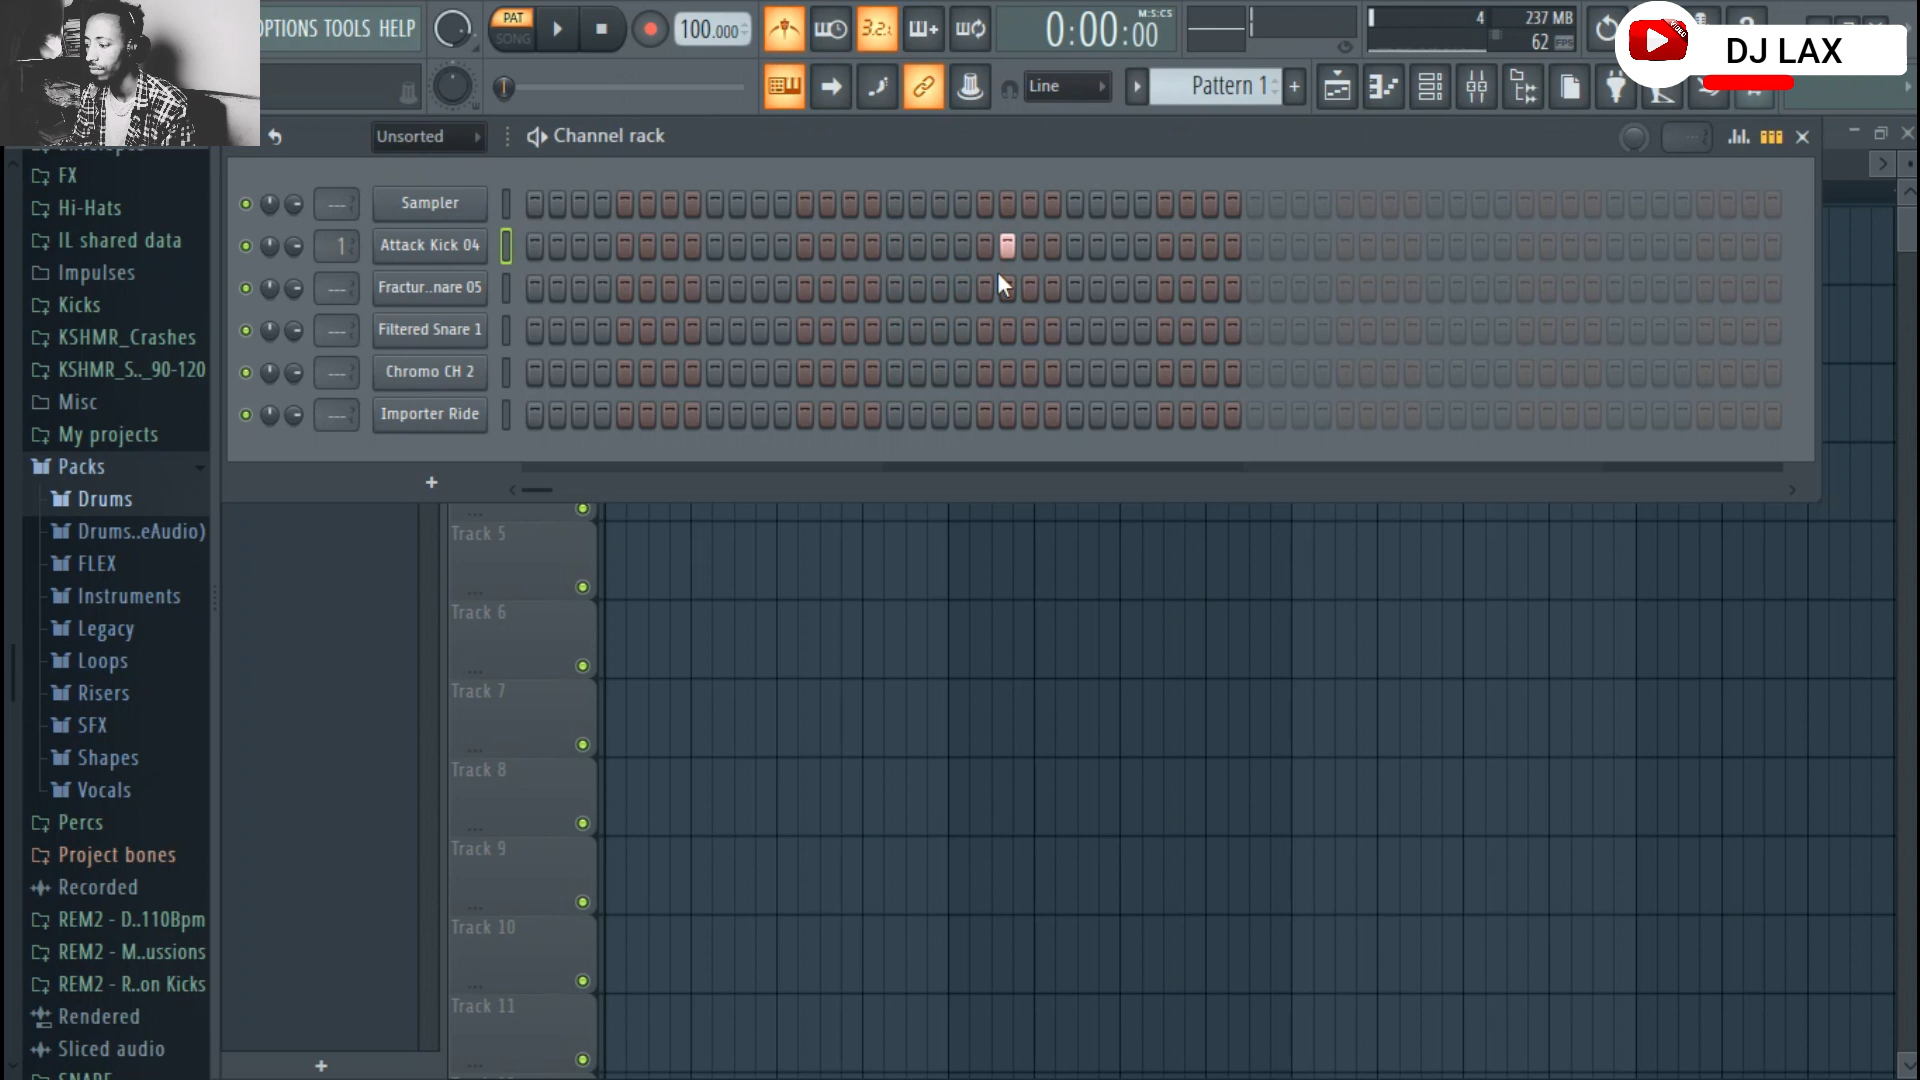 OPTIONS TOOLS HELP
PAT
SONG
100.000
3.2.
0:00:00
M:S:CS
4
237 MB
62
DJ LAX
Line
Pattern 1
Unsorted
Channel rack
Sampler
1
Attack Kick 04
Fractur..nare 05
Filtered Snare 1
Chromo CH 2
Importer Ride
FX
Hi-Hats
IL shared data
Impulses
Kicks
KSHMR_Crashes
KSHMR_S.._90-120
Misc
My projects
Packs
Drums
Drums..eAudio)
FLEX
Instruments
Legacy
Loops
Risers
SFX
Shapes
Vocals
Percs
Project bones
Recorded
REM2 - D..110Bpm
REM2 - M..ussions
REM2 - R..on Kicks
Rendered
Sliced audio
Track 5
Track 6
Track 7
Track 8
Track 9
Track 10
Track 11